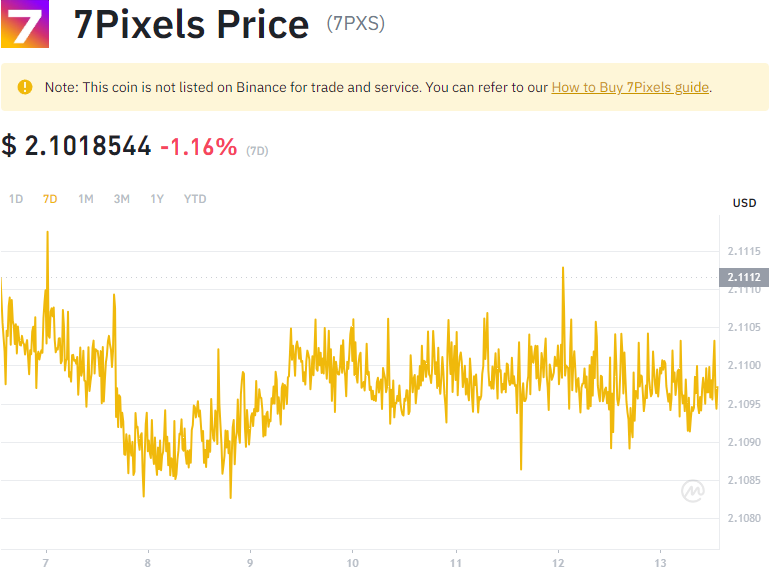 7
7Pixels Price (7PXS)
Note: This coin is not listed on Binance for trade and service. You can refer to our How to Buy 7Pixels guide.
$ 2.1018544 -1.16% (7D)
1D 7D 1M 3M 1Y YTD
USD
2.1115
2.1112
2.1110
2.1105
2.1100
2.1095
2.1090
2.1085
2.1080
7 8 9 10 11 12 13